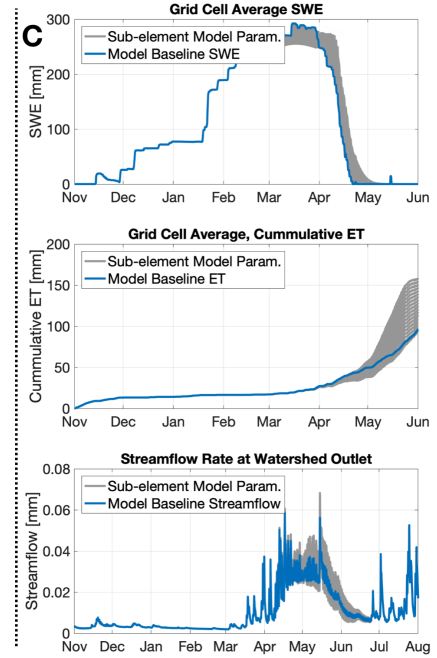 C
Grid Cell Average SWE
300
200
100
0
SWE [mm]
Sub-element Model Param.
Model Baseline SWE
Nov Dec Jan Feb Mar Apr May Jun
Grid Cell Average, Cummulative ET
200
150
100
50
0
Cummulative ET [mm]
Sub-element Model Param.
Model Baseline ET
Nov Dec Jan Feb Mar Apr May Jun
Streamflow Rate at Watershed Outlet
0.08
0.06
0.04
0.02
0
Streamflow [mm]
Sub-element Model Param.
Model Baseline Streamflow
Nov Dec Jan Feb Mar Apr May Jun Jul Aug